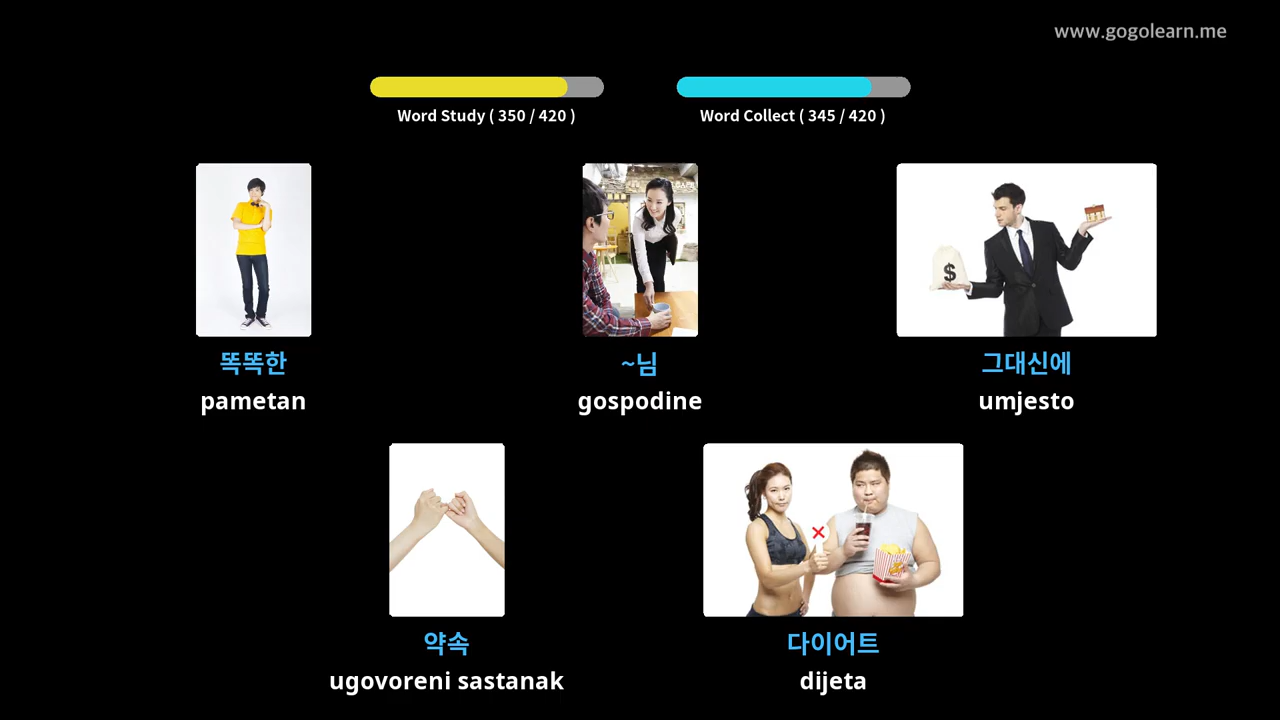 www.gogolearn.me
Word Study ( 350 / 420 )
Word Collect ( 345 / 420 )
똑똑한
pametan
~님
gospodine
그대신에
umjesto
$
약속
ugovoreni sastanak
다이어트
dijeta